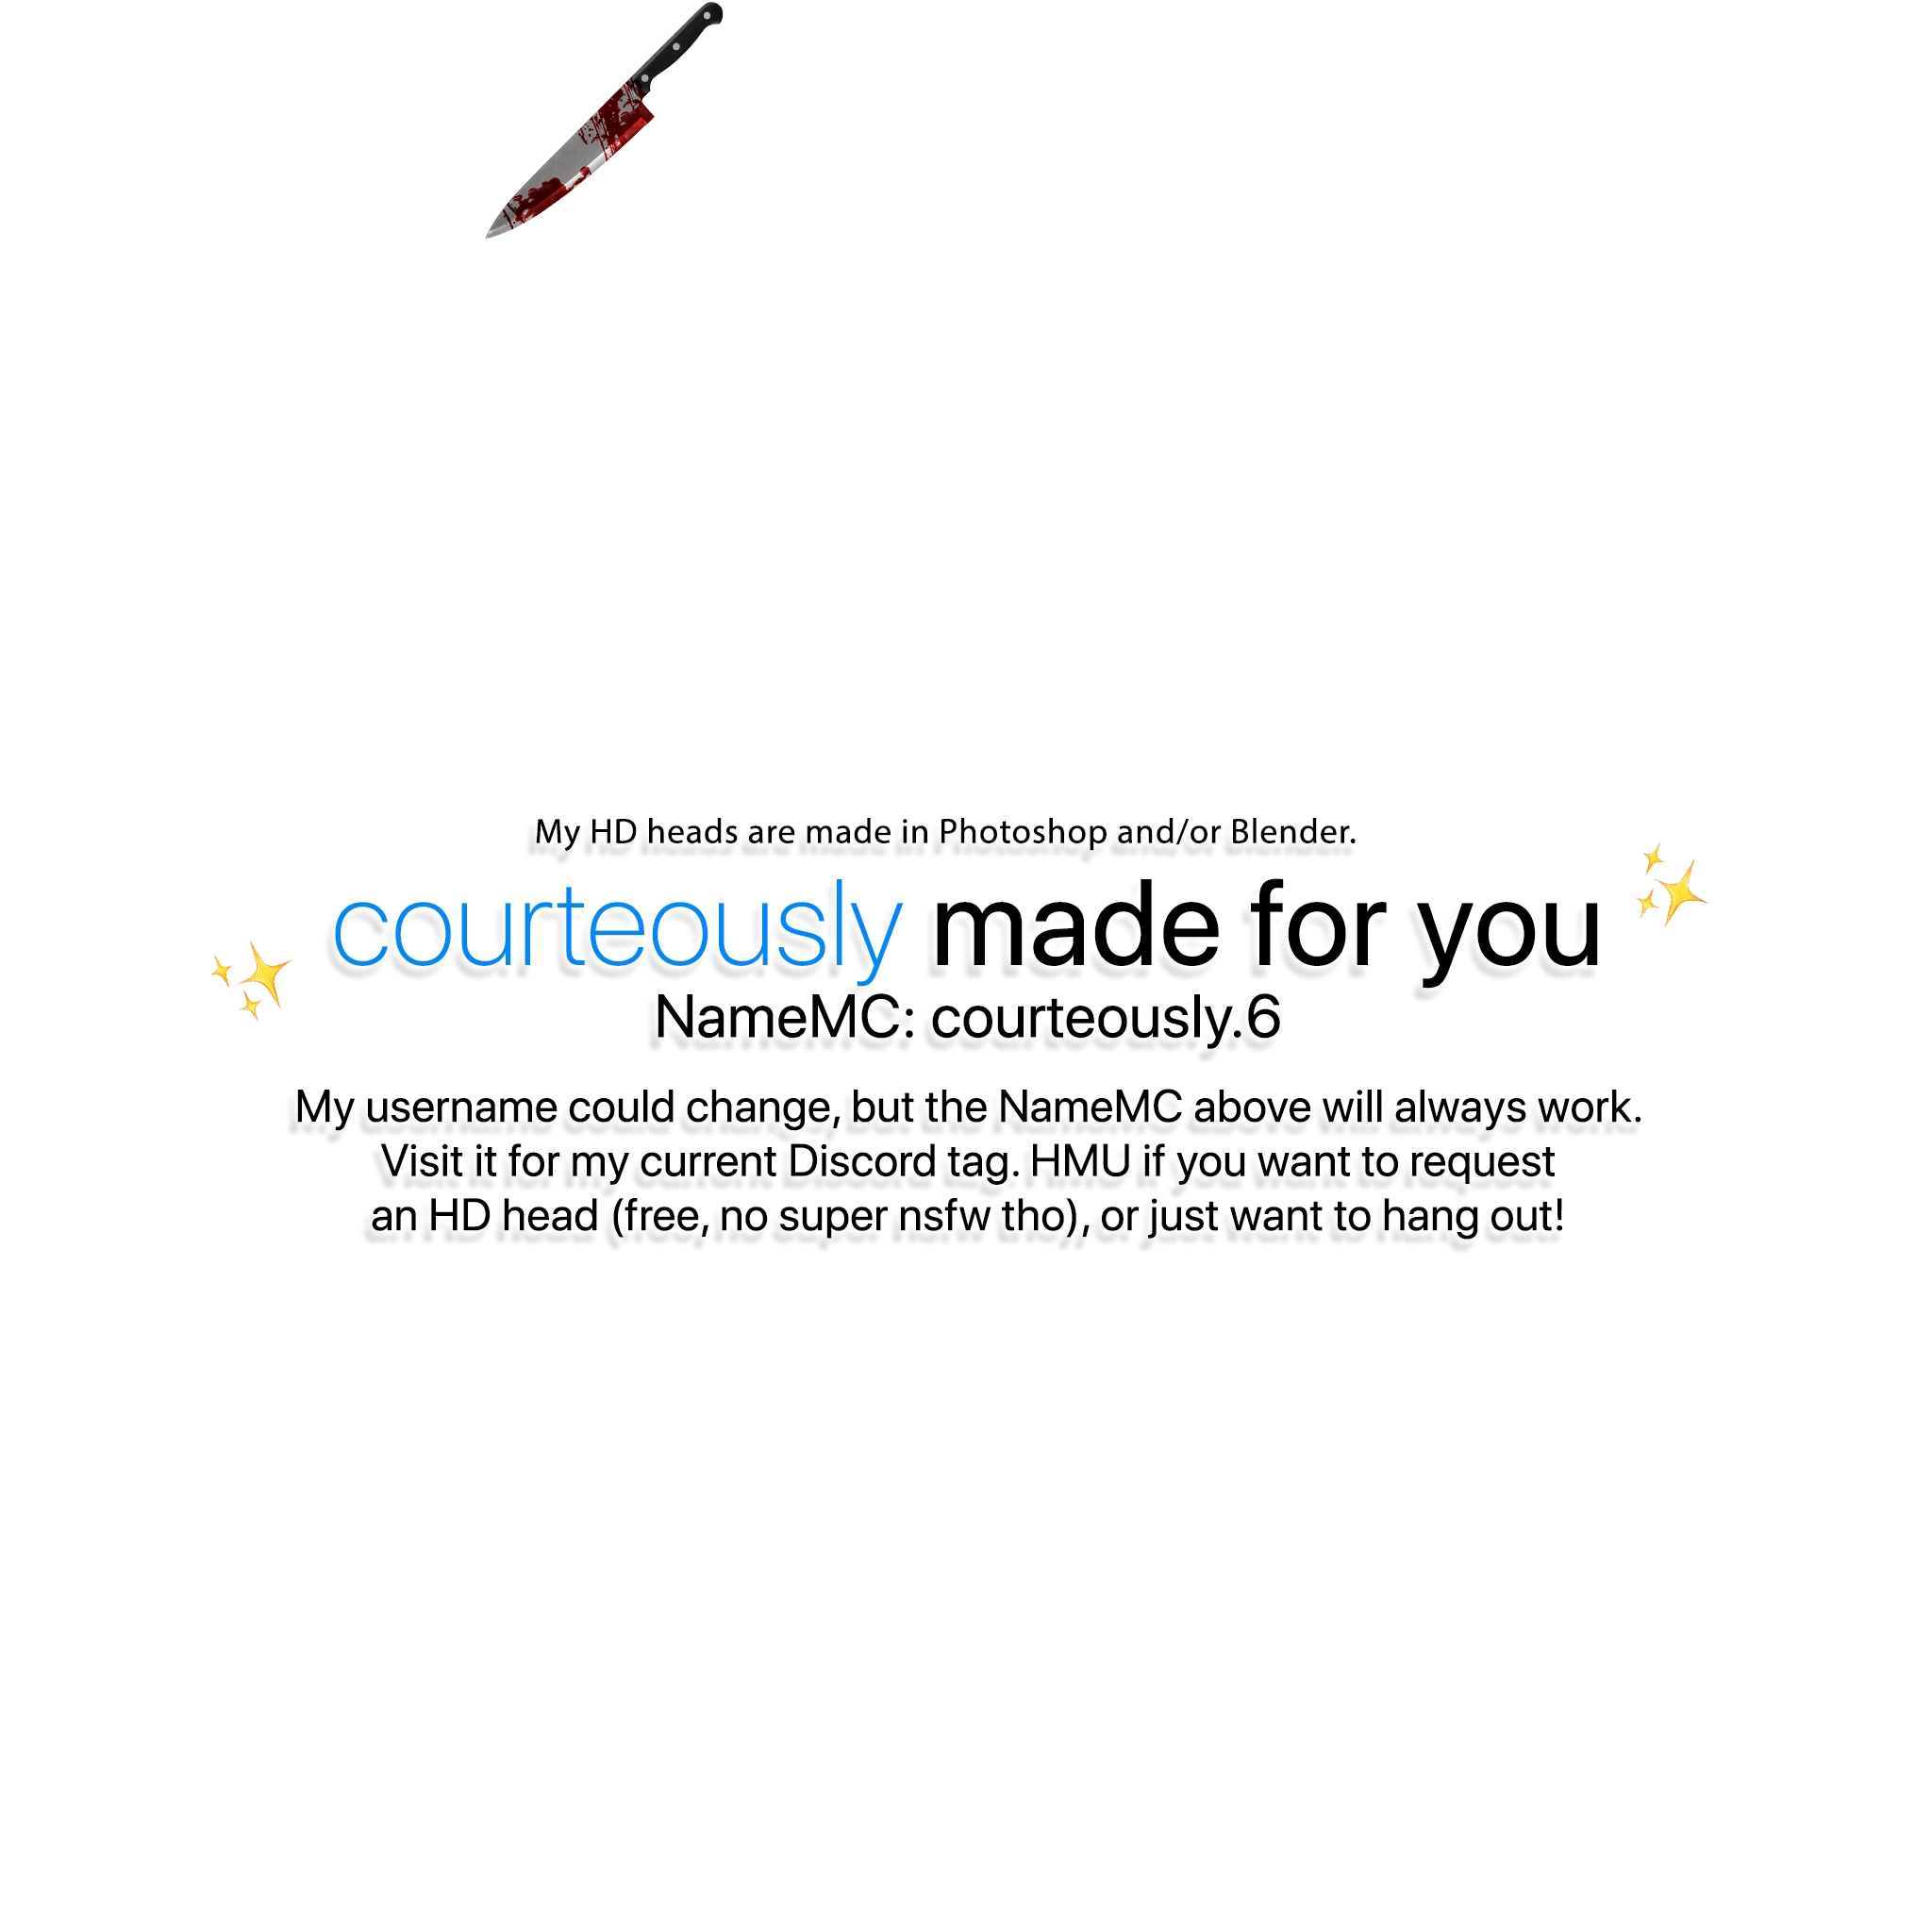 My HD heads are made in Photoshop and/or Blender.
courteously made for you
NameMC: courteously.6
My username could change, but the NameMC above will always work.
Visit it for my current Discord tag. HMU if you want to request
an HD head (free, no super nsfw tho), or just want to hang out!